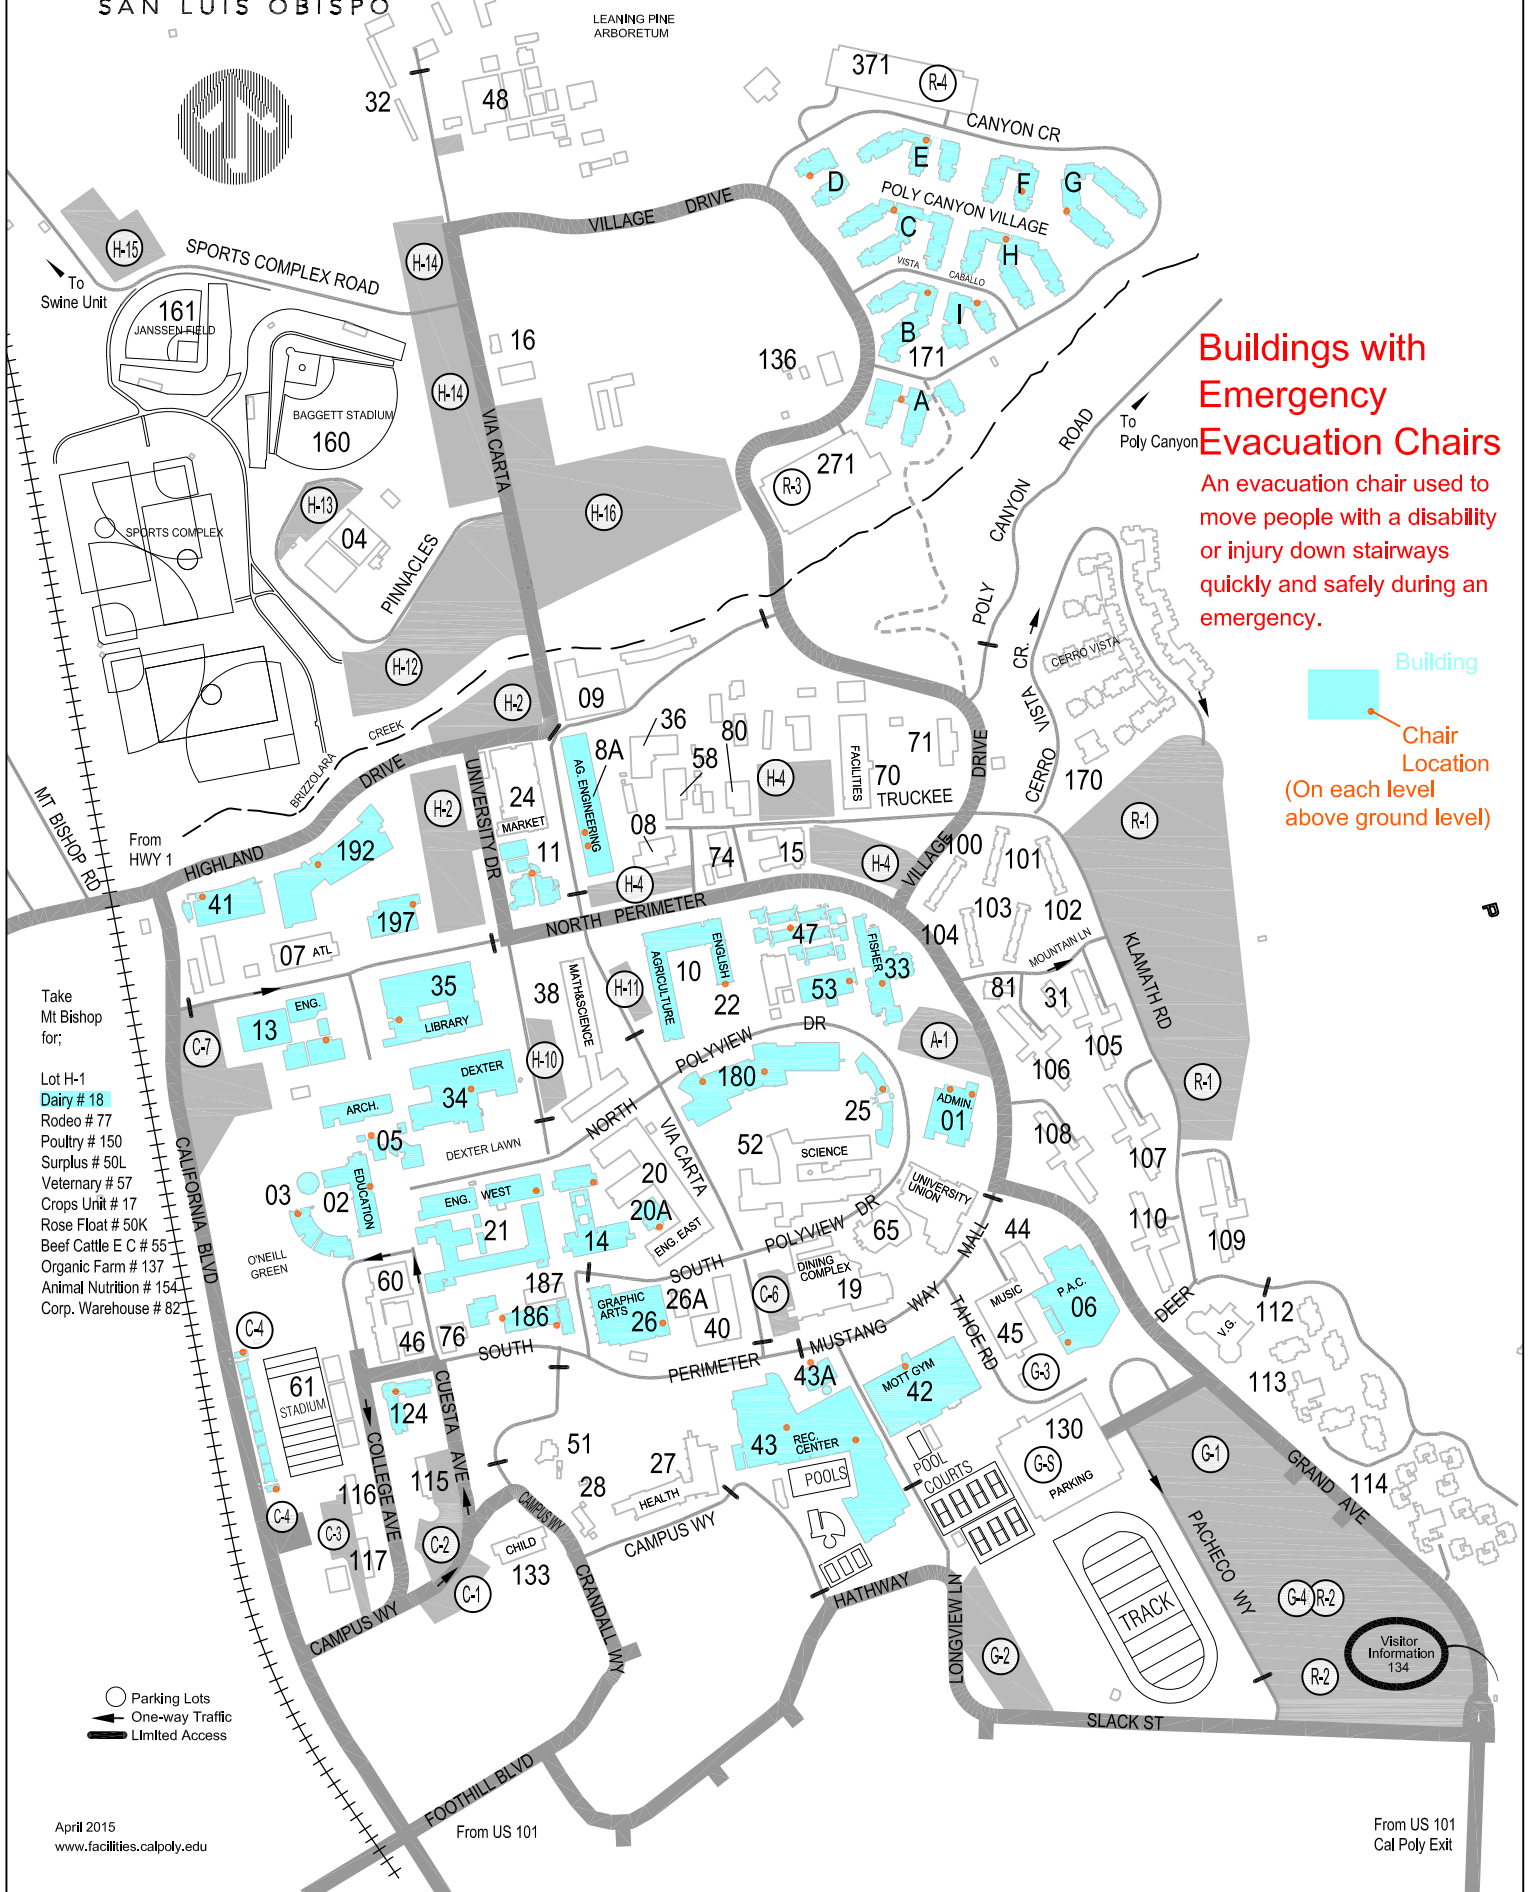 SAN LUIS OBISPO
LEANING PINE
ARBORETUM
32
48
371
R-4
CANYON CR
E
D
F
G
POLY CANYON VILLAGE
C
H
VISTA
CABALLO
B
I
171
A
VILLAGE DRIVE
H-15
To
Swine Unit
SPORTS COMPLEX ROAD
H-14
161
JANSSEN FIELD
16
136
H-14
BAGGETT STADIUM
160
VIA CARTA
271
R-3
H-13
04
SPORTS COMPLEX
PINNACLES
H-16
POLY CANYON ROAD
To
Poly Canyon
Buildings with
Emergency
Evacuation Chairs
An evacuation chair used to
move people with a disability
or injury down stairways
quickly and safely during an
emergency.
Building
Chair
Location
(On each level
above ground level)
H-12
H-2
CREEK
BRIZZOLARA
09
36
8A
80
58
71
FACILITIES
70
TRUCKEE
H-4
CERRO VISTA
CERRO VISTA CR.
170
R-1
MT BISHOP RD
From
HWY 1
HIGHLAND DRIVE
UNIVERSITY DR
H-2
24
MARKET
11
AG. ENGINEERING
08
74
15
H-4
H-4
VILLAGE DRIVE
100
101
102
103
104
192
41
197
07 ATL
NORTH PERIMETER
MOUNTAIN LN
KLAMATH RD
P
Take
Mt Bishop
for;
Lot H-1
Dairy # 18
Rodeo # 77
Poultry # 150
Surplus # 50L
Veternary # 57
Crops Unit # 17
Rose Float # 50K
Beef Cattle E C # 55
Organic Farm # 137
Animal Nutrition # 154
Corp. Warehouse # 82
C-7
13
ENG.
35
LIBRARY
38
MATH&SCIENCE
H-11
H-10
10
AGRICULTURE
ENGLISH
22
47
53
FISHER
33
81
31
105
106
A-1
R-1
DEXTER
34
ARCH.
05
DEXTER LAWN
NORTH POLYVIEW DR
180
25
ADMIN.
01
108
107
CALIFORNIA BLVD
03
02
EDUCATION
O'NEILL
GREEN
ENG. WEST
21
14
20
20A
ENG. EAST
VIA CARTA
52
SCIENCE
UNIVERSITY
UNION
65
SOUTH POLYVIEW DR
44
110
109
60
187
186
GRAPHIC
ARTS
26
26A
40
C-6
DINING
COMPLEX
19
MUSTANG WAY
MALL
MUSIC
45
P.A.C.
06
DEER
112
V.G.
113
C-4
46
76
SOUTH PERIMETER
43A
MOTT GYM
42
TAHOE RD
G-3
61
STADIUM
124
CUESTA AVE
COLLEGE AVE
51
27
28
HEALTH
43
REC.
CENTER
POOLS
POOL
COURTS
130
G-S
PARKING
G-1
GRAND AVE
114
C-4
116
C-3
115
117
C-2
C-1
CHILD
133
CAMPUS WY
CAMPUS WY
CAMPUS WY
CRANDALL WY
HATHWAY
LONGVIEW LN
G-2
TRACK
PACHECO WY
G-4
R-2
R-2
Visitor
Information
134
SLACK ST
Parking Lots
One-way Traffic
Limited Access
FOOTHILL BLVD
April 2015
www.facilities.calpoly.edu
From US 101
From US 101
Cal Poly Exit